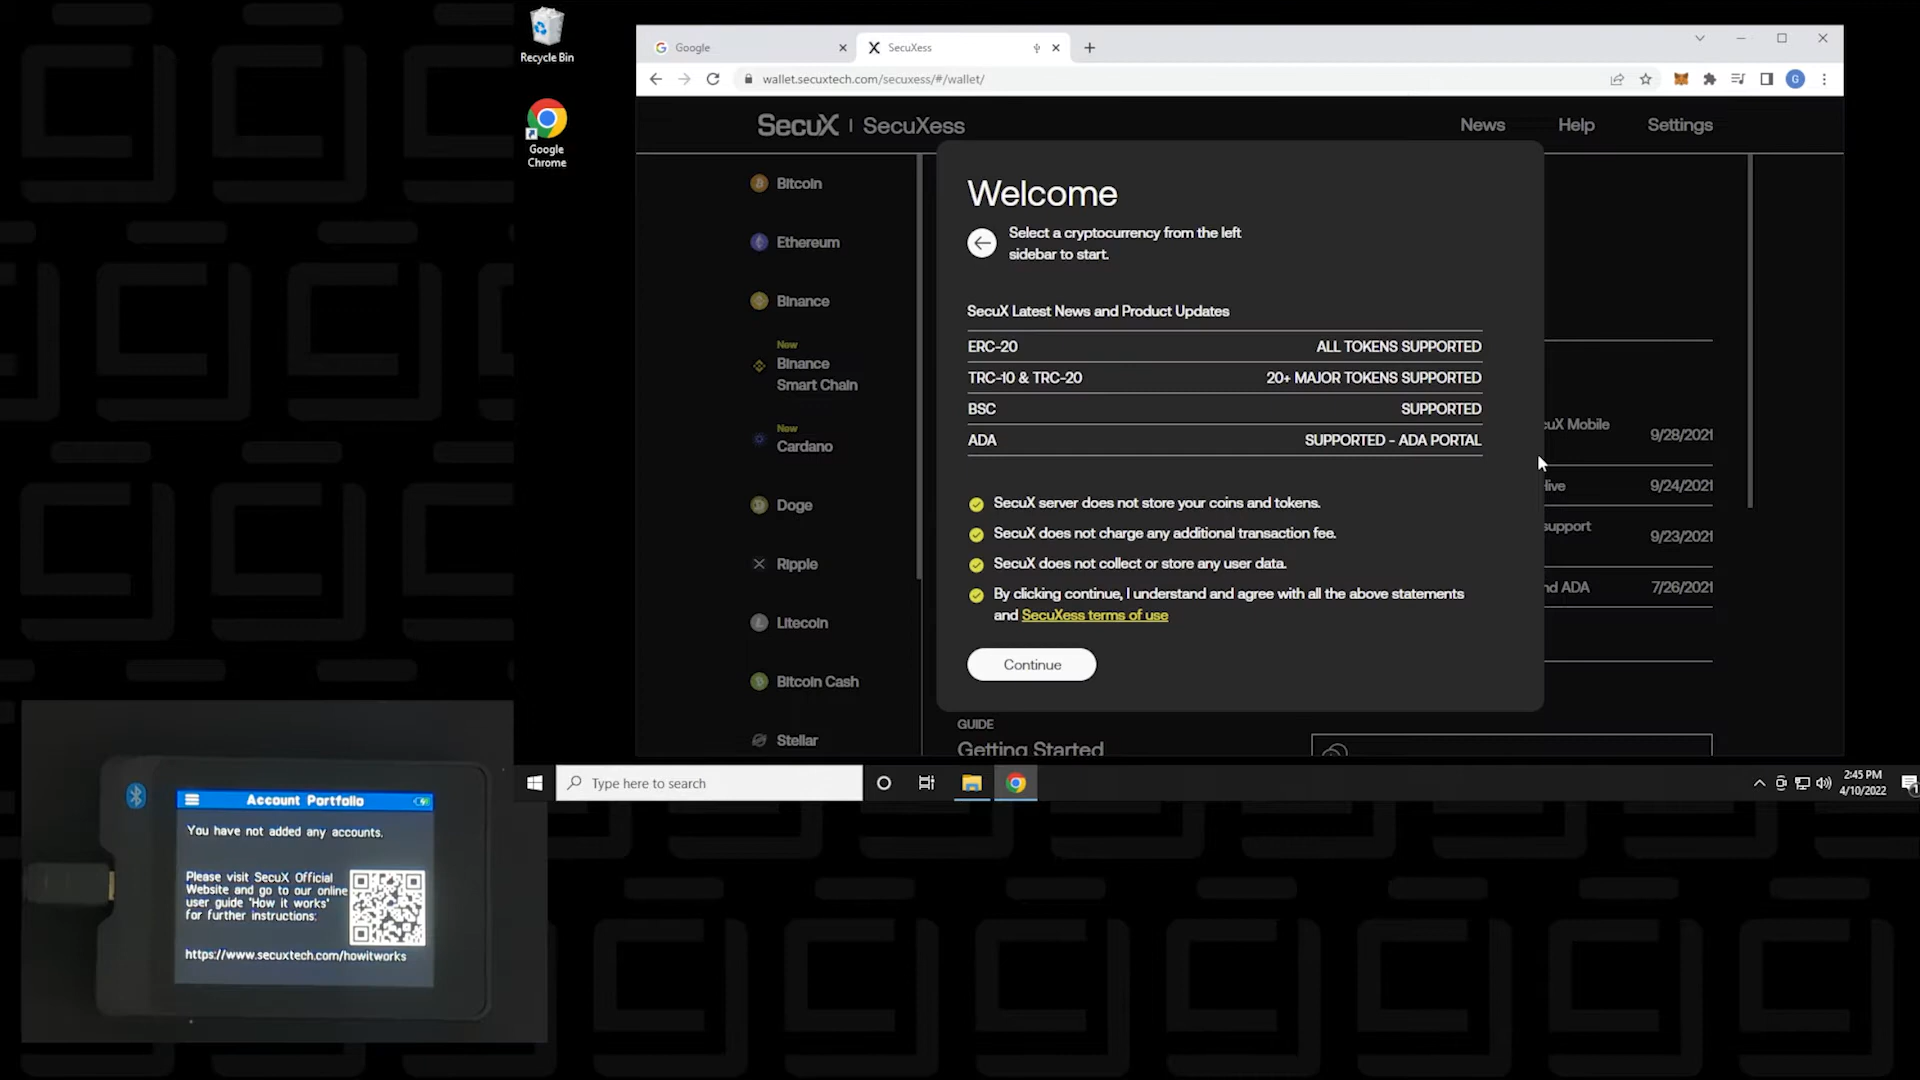 Recycle Bin
Google
Chrome
Google
SecuXess
wallet.secuxtech.com/secuxess/#/wallet/
G
SecuX | SecuXess
News
Help
Settings
Bitcoin
Ethereum
Binance
New
Binance
Smart Chain
New
Cardano
Doge
Ripple
Litecoin
Bitcoin Cash
Stellar
Welcome
Select a cryptocurrency from the left
sidebar to start.
SecuX Latest News and Product Updates
ERC-20 ALL TOKENS SUPPORTED
TRC-10 & TRC-20 20+ MAJOR TOKENS SUPPORTED
BSC SUPPORTED
ADA SUPPORTED - ADA PORTAL
SecuX server does not store your coins and tokens.
SecuX does not charge any additional transaction fee.
SecuX does not collect or store any user data.
By clicking continue, I understand and agree with all the above statements
and SecuXess terms of use
Continue
Mobile
9/28/2021
9/24/2021
support
9/23/2021
ADA
7/26/2021
GUIDE
Getting Started
Type here to search
2:45 PM
4/10/2022
1
Account Portfolio
You have not added any accounts.
Please visit SecuX Official
Website and go to our online
user guide 'How it works'
for further instructions:
https://www.secuxtech.com/howitworks